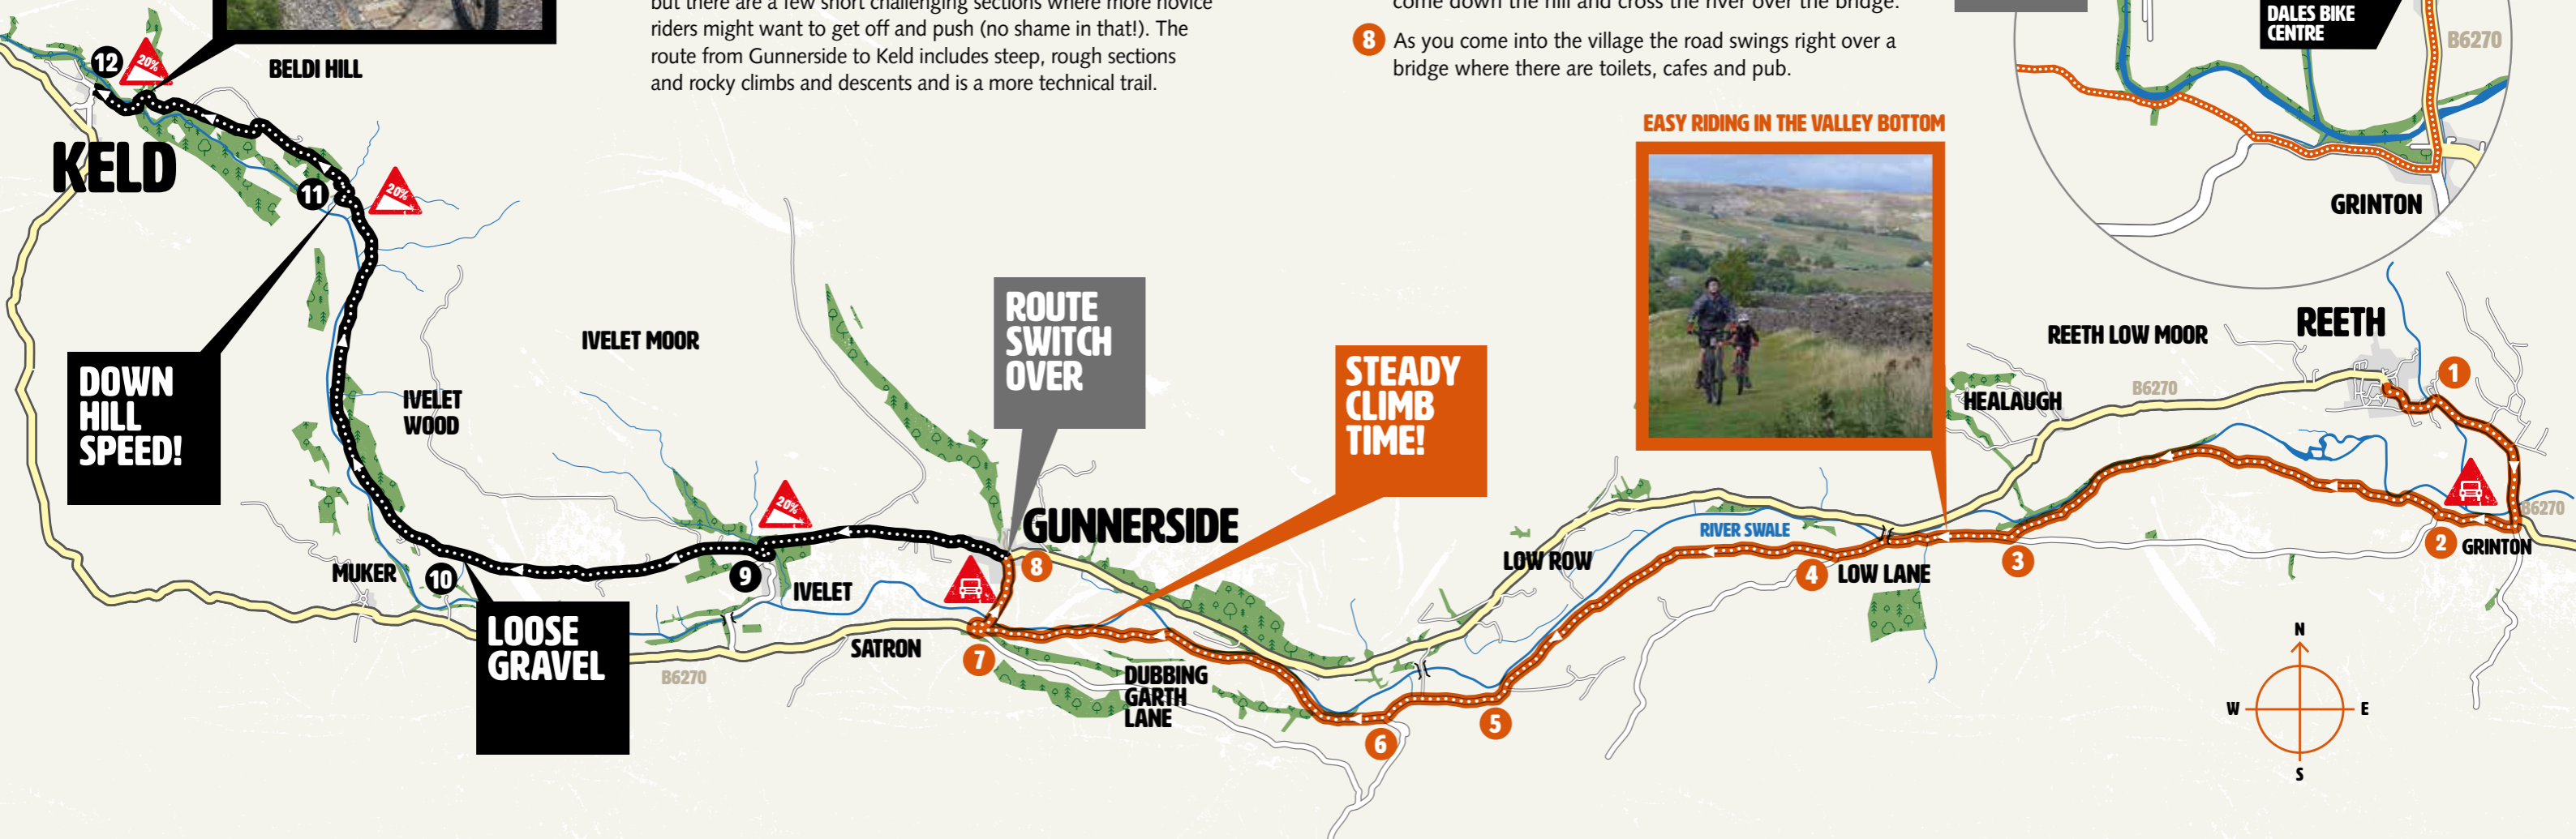 but there are a few short challenging sections where more novice
riders might want to get off and push (no shame in that!). The
route from Gunnerside to Keld includes steep, rough sections
and rocky climbs and descents and is a more technical trail.
come down the hill and cross the river over the bridge.
8 As you come into the village the road swings right over a
bridge where there are toilets, cafes and pub.
DALES BIKE
CENTRE
B6270
GRINTON
EASY RIDING IN THE VALLEY BOTTOM
12
20%
BELDI HILL
KELD
11
20%
DOWN
HILL
SPEED!
IVELET MOOR
IVELET
WOOD
ROUTE
SWITCH
OVER
STEADY
CLIMB
TIME!
REETH LOW MOOR
REETH
1
B6270
HEALAUGH
20%
GUNNERSIDE
8
MUKER
10
9
IVELET
LOOSE
GRAVEL
SATRON
B6270
7
DUBBING
GARTH
LANE
6
5
LOW ROW
RIVER SWALE
4
LOW LANE
3
2
GRINTON
B6270
N
W
E
S